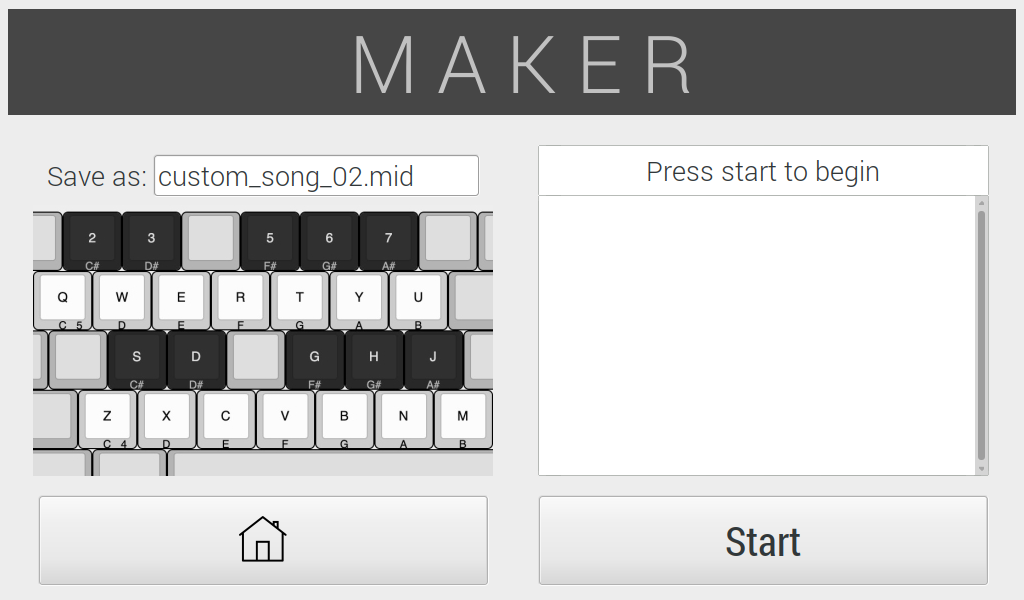 MAKER
Save as: custom_song_02.mid
Press start to begin
2 3 5 6 7
C# D# F# G# A#
Q W E R T Y U
C 5 D E F G A B
S D G H J
C# D# F# G# A#
Z X C V B N M
C 4 D E F G A B
Start